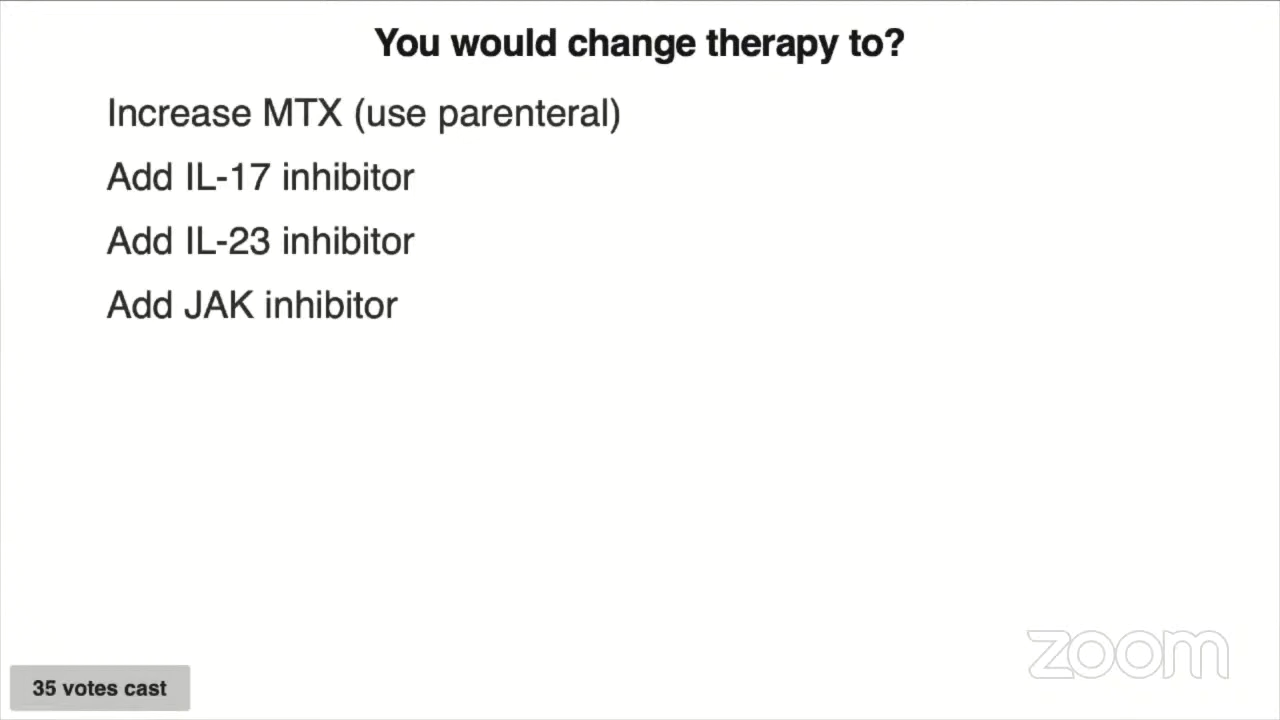 You would change therapy to?
Increase MTX (use parenteral)
Add IL-17 inhibitor
Add IL-23 inhibitor
Add JAK inhibitor
zoom
35 votes cast